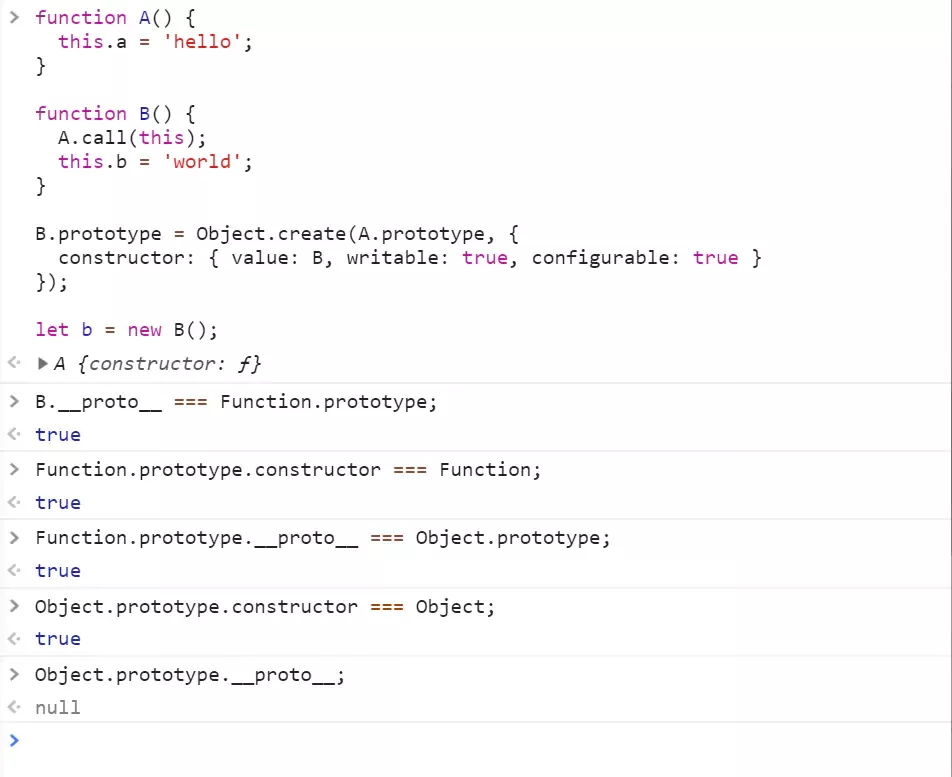 > function A() {
this.a = 'hello';
}
function B() {
A.call(this);
this.b = 'world';
}
B.prototype = Object.create(A.prototype, {
constructor: { value: B, writable: true, configurable: true }
});
let b = new B();
▶ A {constructor: ƒ}
> B.__proto__ === Function.prototype;
true
> Function.prototype.constructor === Function;
true
> Function.prototype.__proto__ === Object.prototype;
true
> Object.prototype.constructor === Object;
true
> Object.prototype.__proto__;
null
>